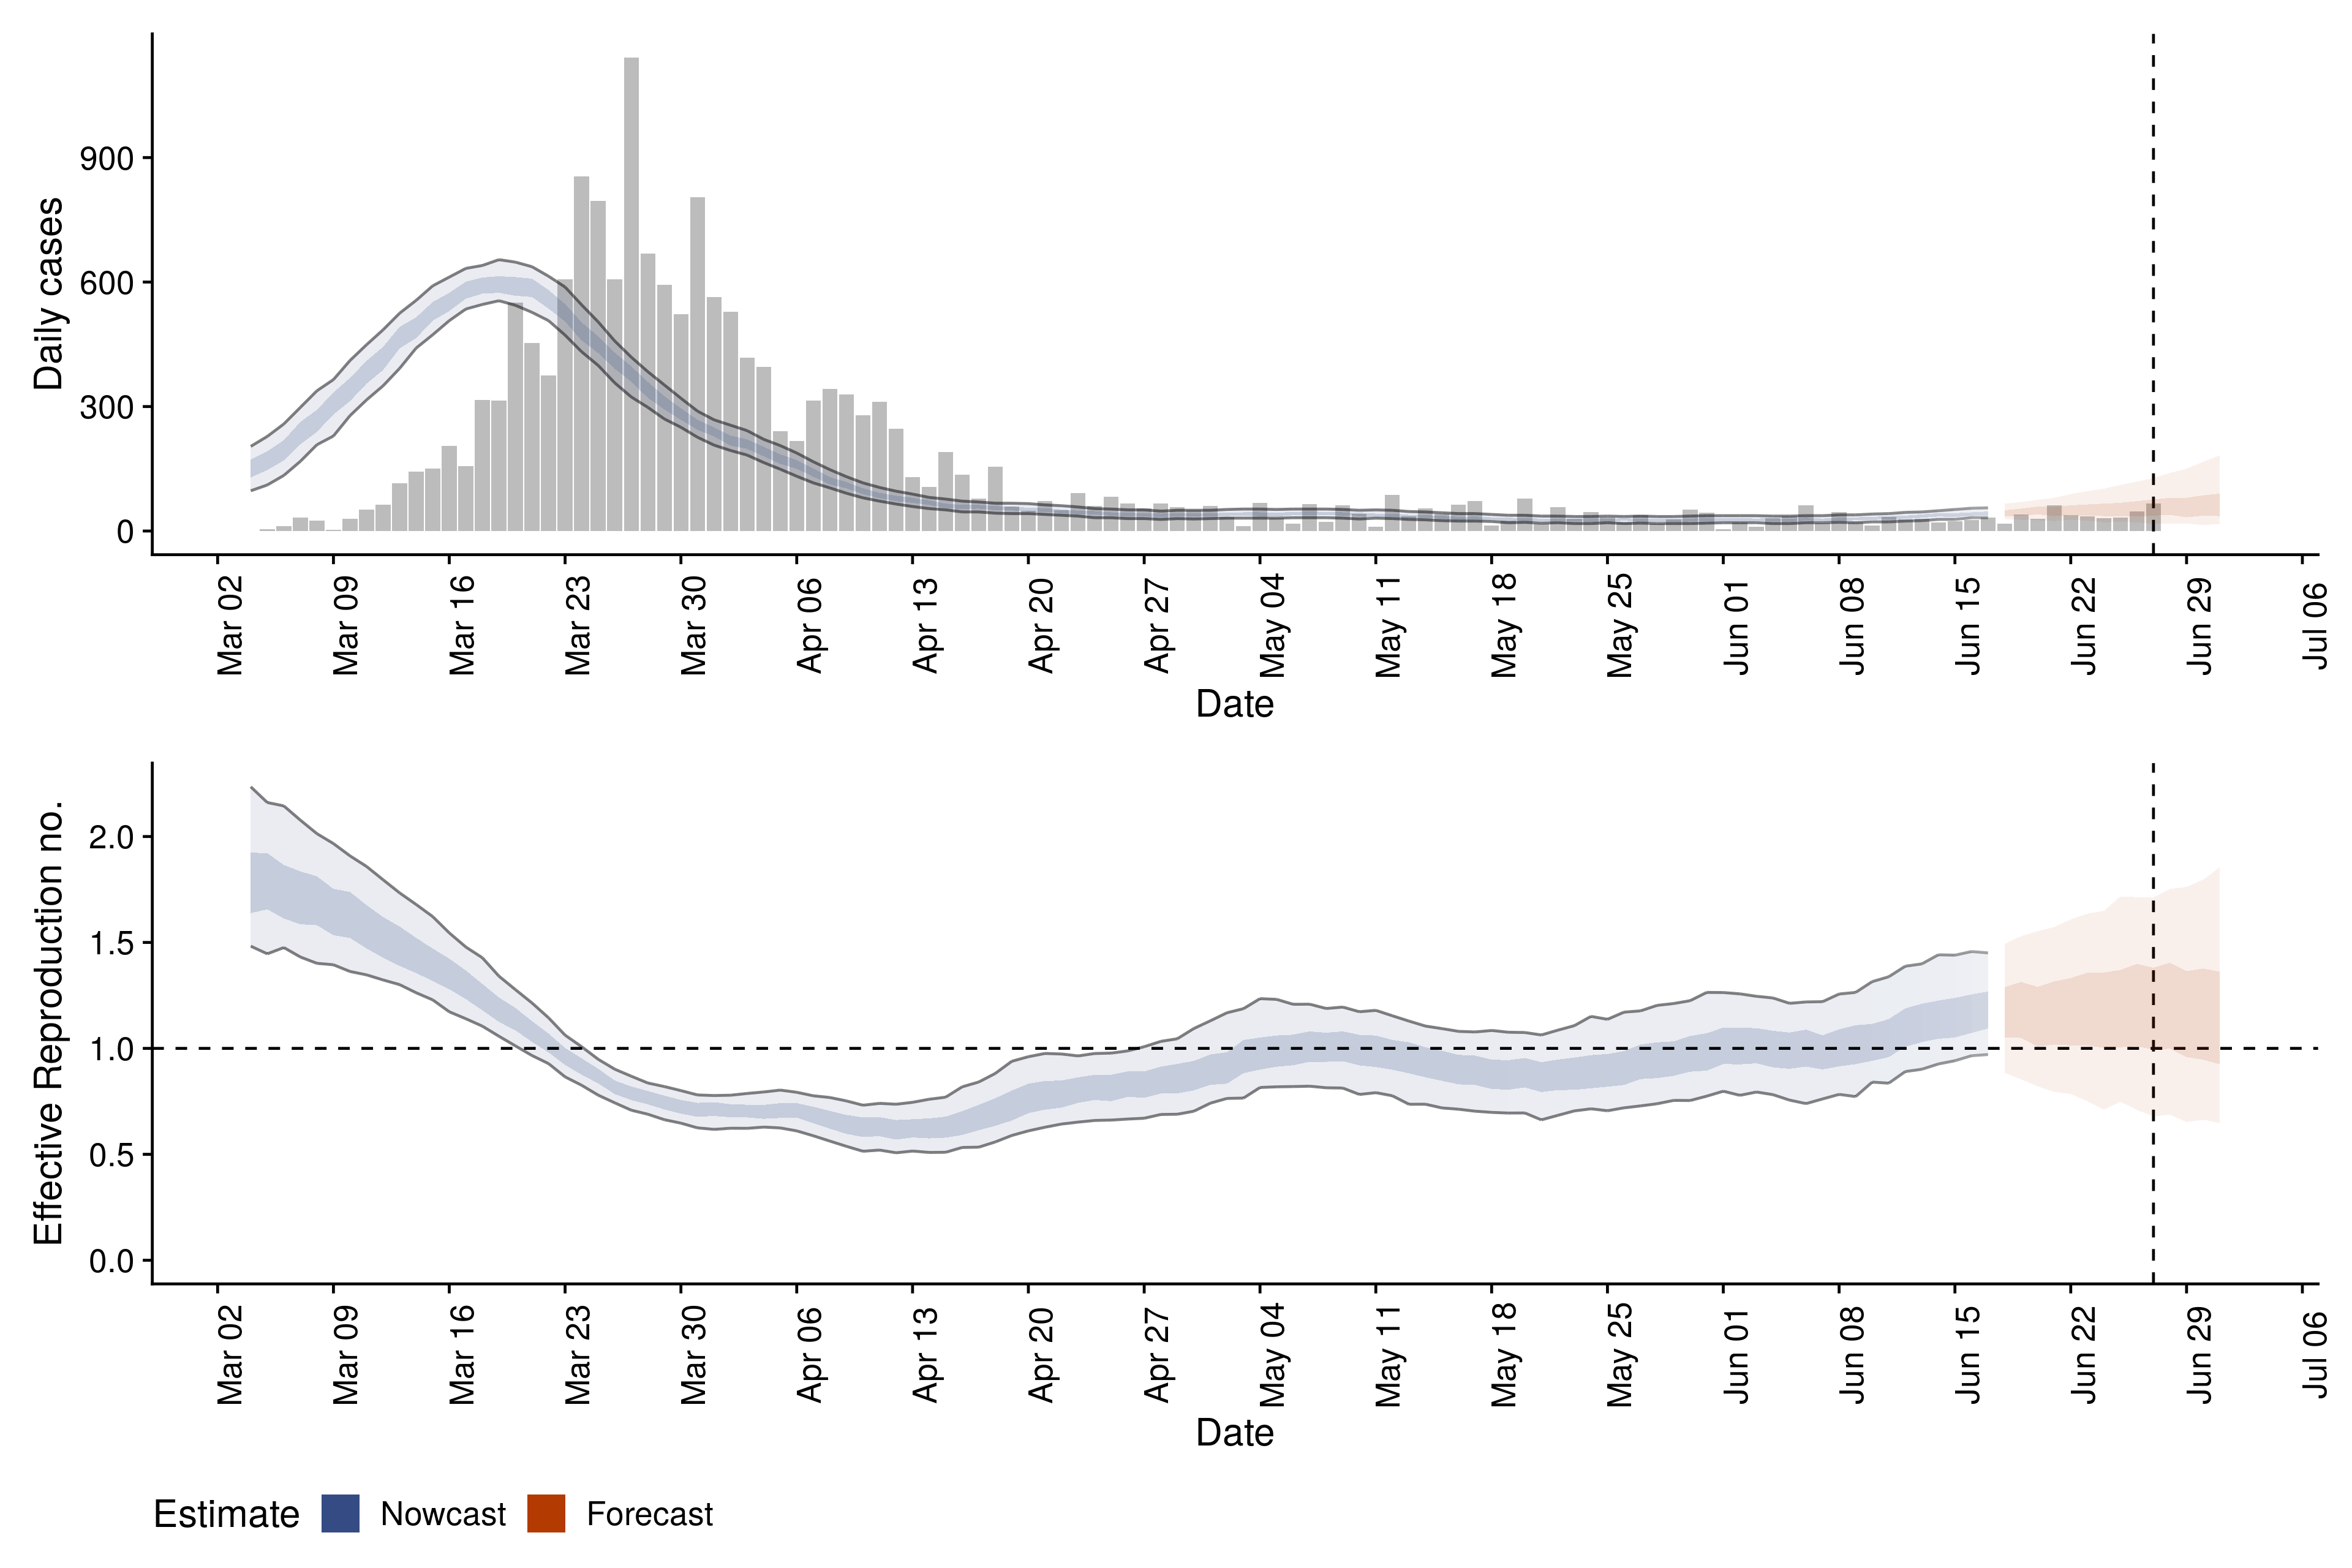 Daily cases
900
600
300
0
Mar 02
Mar 09
Mar 16
Mar 23
Mar 30
Apr 06
Apr 13
Apr 20
Apr 27
May 04
May 11
May 18
May 25
Jun 01
Jun 08
Jun 15
Jun 22
Jun 29
Jul 06
Date
Effective Reproduction no.
2.0
1.5
1.0
0.5
0.0
Mar 02
Mar 09
Mar 16
Mar 23
Mar 30
Apr 06
Apr 13
Apr 20
Apr 27
May 04
May 11
May 18
May 25
Jun 01
Jun 08
Jun 15
Jun 22
Jun 29
Jul 06
Date
Estimate Nowcast Forecast